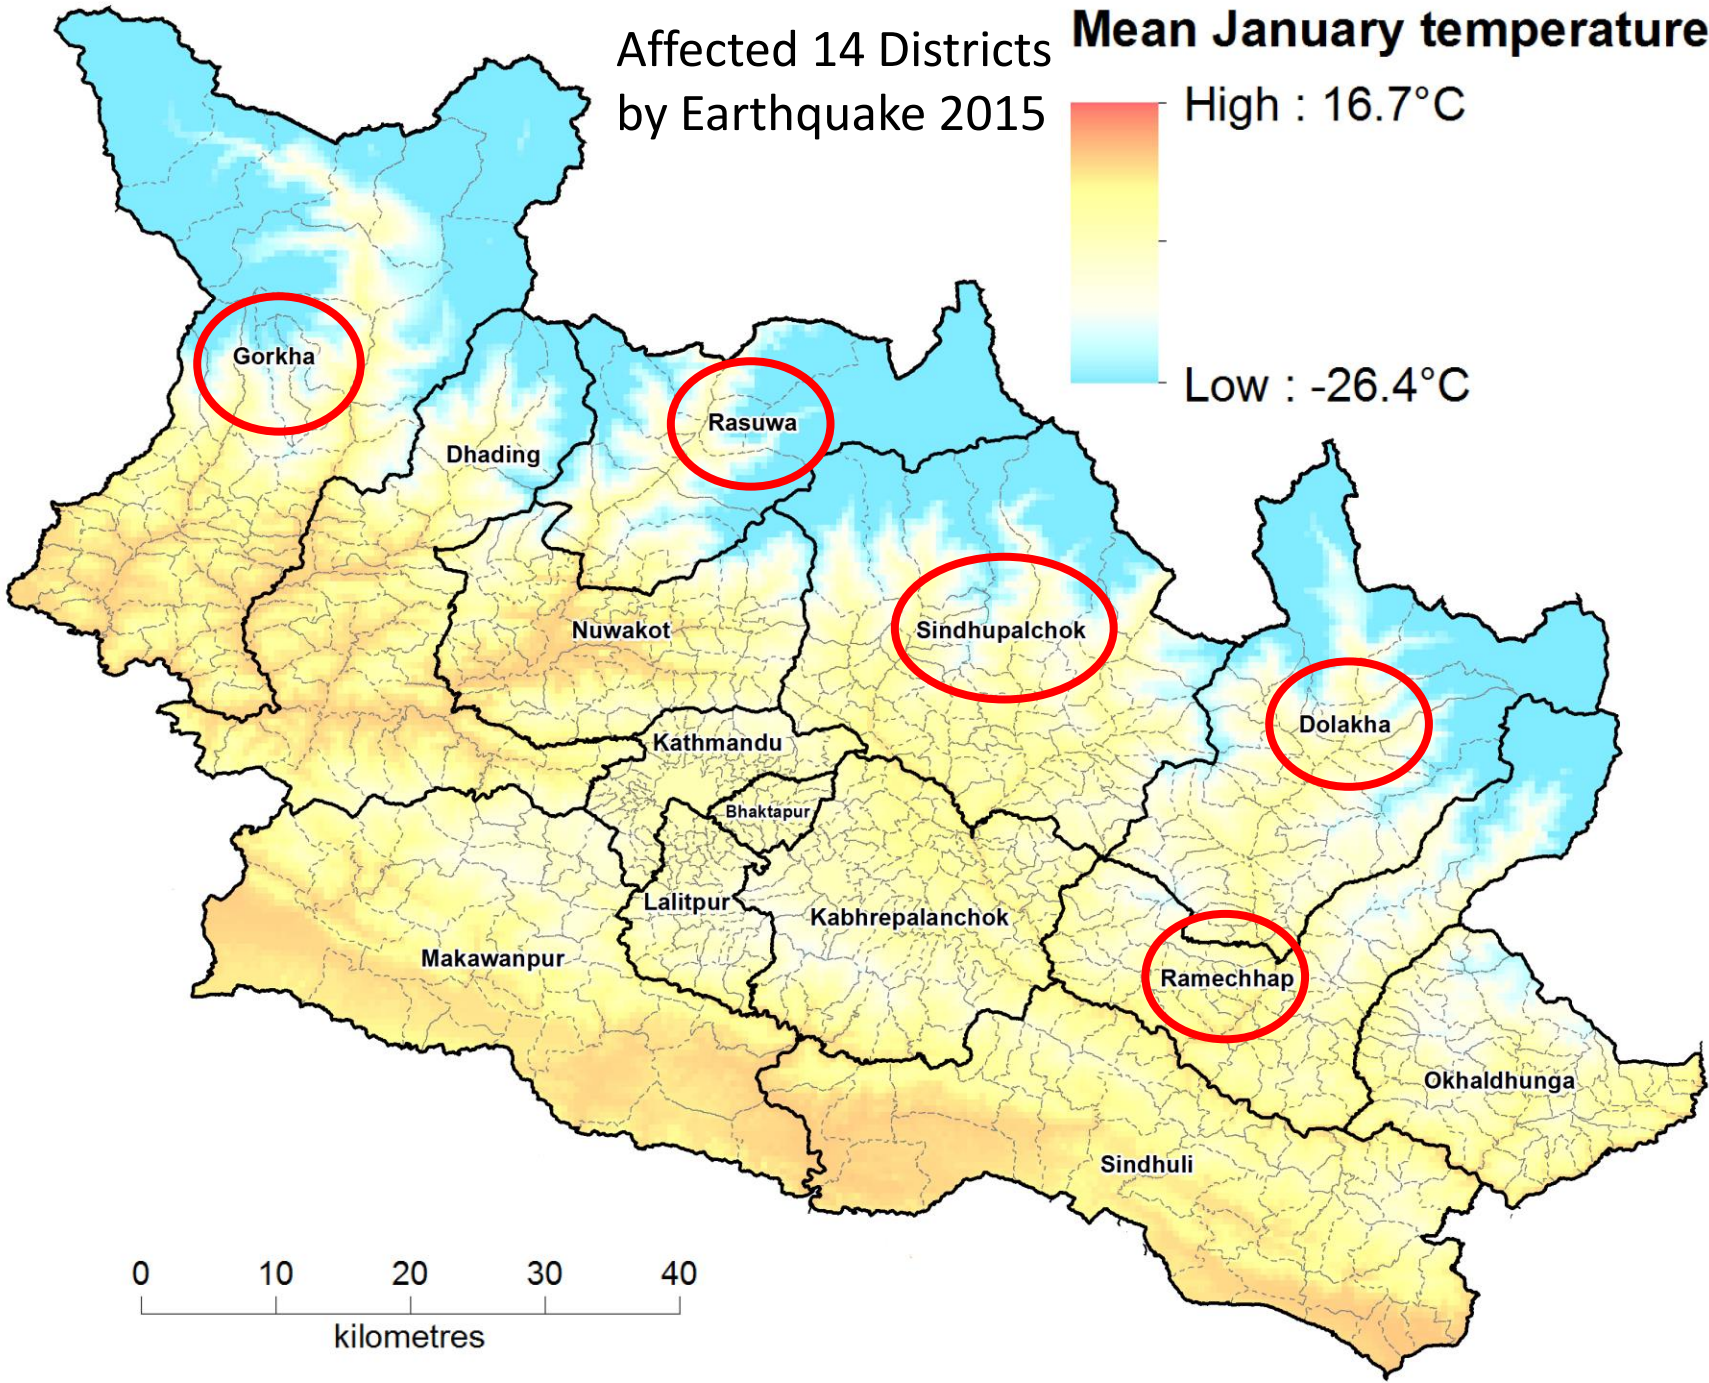 Affected 14 Districts
by Earthquake 2015
Mean January temperature
High : 16.7°C
Low : -26.4°C
Gorkha
Rasuwa
Dhading
Nuwakot
Sindhupalchok
Dolakha
Kathmandu
Bhaktapur
Lalitpur
Kabhrepalanchok
Makawanpur
Ramechhap
Okhaldhunga
Sindhuli
0 10 20 30 40
kilometres